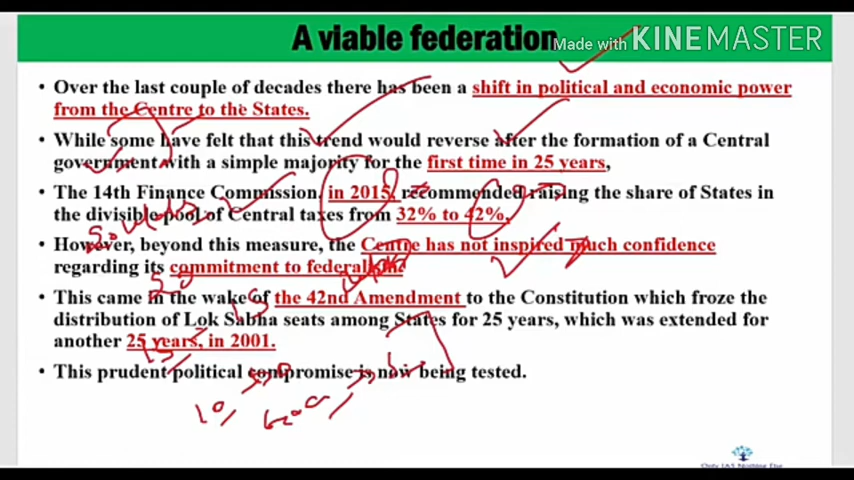 A viable federation
Made with KINEMASTER
• Over the last couple of decades there has been a shift in political and economic power
from the Centre to the States.
• While some have felt that this trend would reverse after the formation of a Central
government with a simple majority for the first time in 25 years,
• The 14th Finance Commission, in 2015, recommended raising the share of States in
the divisible pool of Central taxes from 32% to 42%.
• However, beyond this measure, the Centre has not inspired much confidence
regarding its commitment to federalism.
• This came in the wake of the 42nd Amendment to the Constitution which froze the
distribution of Lok Sabha seats among States for 25 years, which was extended for
another 25 years, in 2001.
• This prudent political compromise is now being tested.
Only IAS Nothing Else